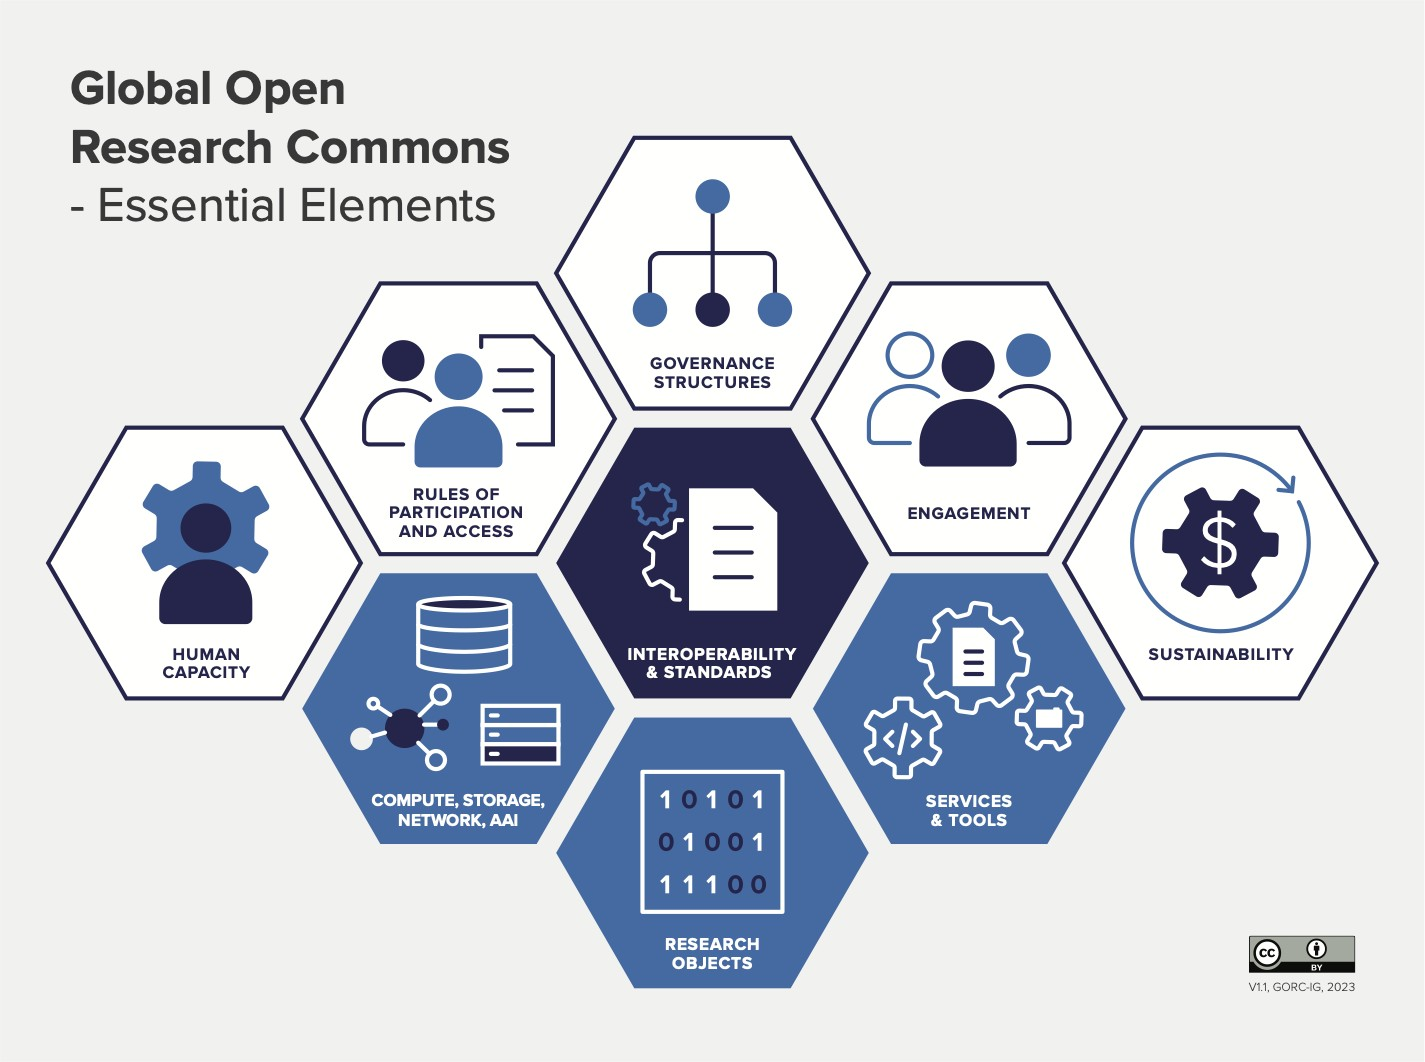 Global Open
Research Commons
- Essential Elements
GOVERNANCE
STRUCTURES
RULES OF
PARTICIPATION
AND ACCESS
ENGAGEMENT
HUMAN
CAPACITY
INTEROPERABILITY
& STANDARDS
$
SUSTAINABILITY
COMPUTE, STORAGE,
NETWORK, AAI
</>
SERVICES
& TOOLS
1 0 1 0 1
0 1 0 0 1
1 1 1 0 0
RESEARCH
OBJECTS
cc
BY
V1.1, GORC-IG, 2023